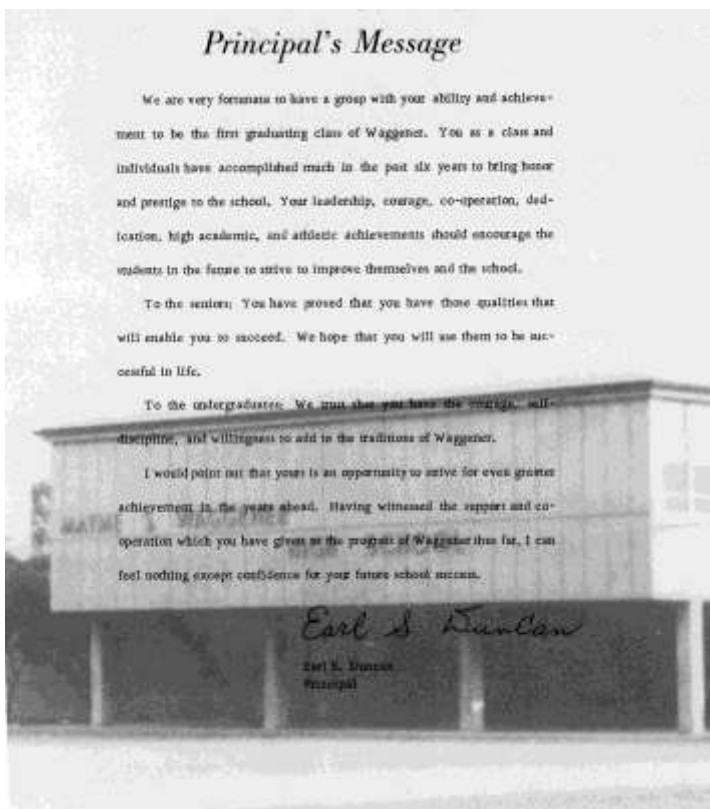 Principal's Message
We are very fortunate to have a group with your ability and achieve-
ment to be the first graduating class of Waggener. You as a class and
individuals have accomplished much in the past six years to bring honor
and prestige to the school. Your leadership, courage, co-operation, ded-
ication, high academic, and athletic achievements should encourage the
students in the future to strive to improve themselves and the school.
To the seniors: You have proved that you have those qualities that
will enable you to succeed. We hope that you will use them to be suc-
cessful in life.
To the undergraduates: We trust that you have the courage, self-
discipline, and willingness to add to the traditions of Waggener.
I would point out that yours is an opportunity to strive for even greater
achievement in the years ahead. Having witnessed the support and co-
operation which you have given to the program of Waggener thus far, I can
feel nothing except confidence for your future school success.
WAGGENER
HIGH SCHOOL
Earl S Duncan
Earl S. Duncan
Principal